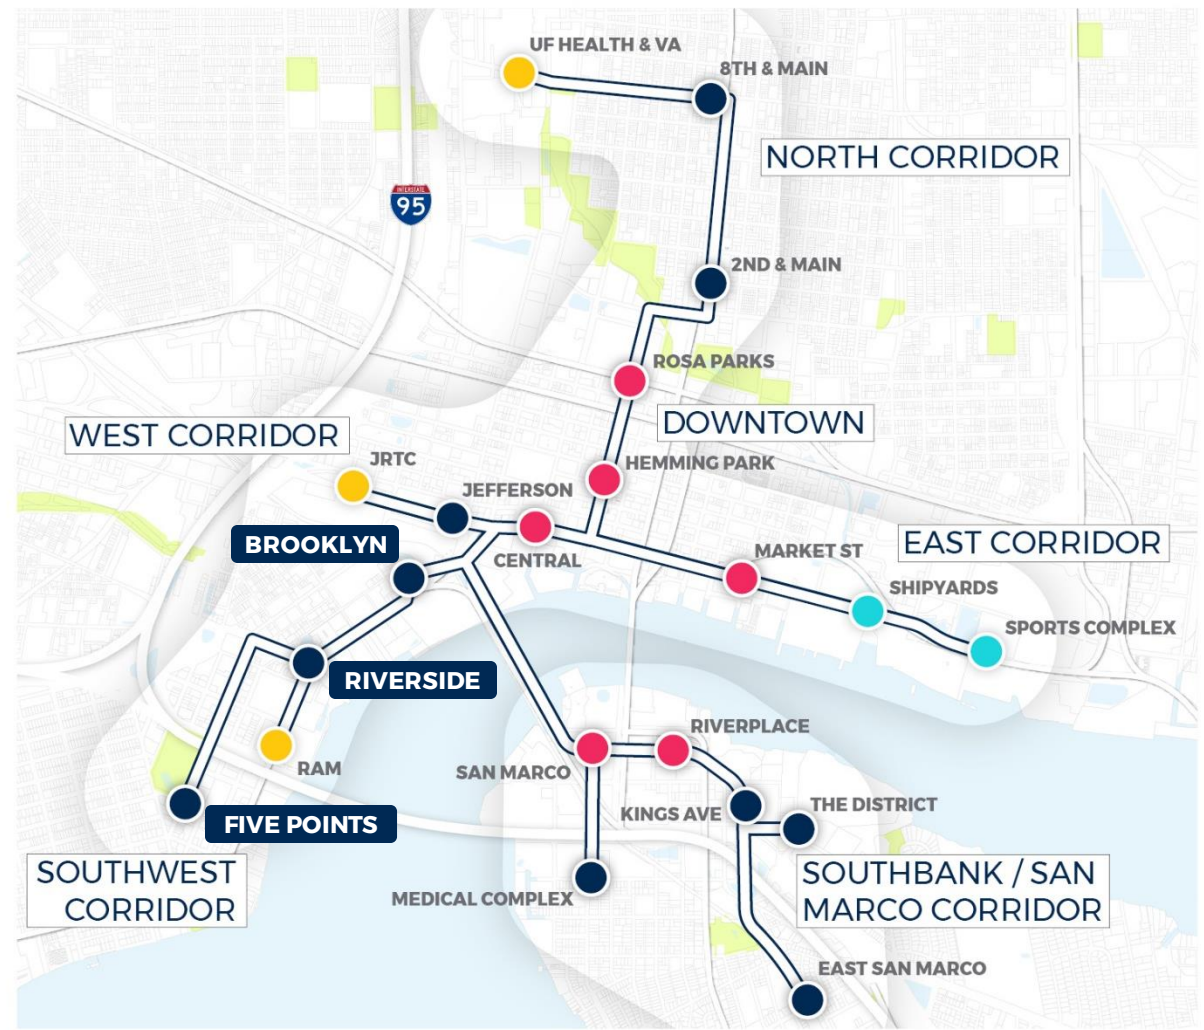 UF HEALTH & VA
8TH & MAIN
NORTH CORRIDOR
INTERSTATE
95
2ND & MAIN
ROSA PARKS
DOWNTOWN
WEST CORRIDOR
JRTC
HEMMING PARK
JEFFERSON
BROOKLYN
CENTRAL
MARKET ST
EAST CORRIDOR
SHIPYARDS
SPORTS COMPLEX
RIVERSIDE
RIVERPLACE
RAM
SAN MARCO
KINGS AVE
THE DISTRICT
FIVE POINTS
SOUTHWEST
CORRIDOR
MEDICAL COMPLEX
SOUTHBANK / SAN
MARCO CORRIDOR
EAST SAN MARCO